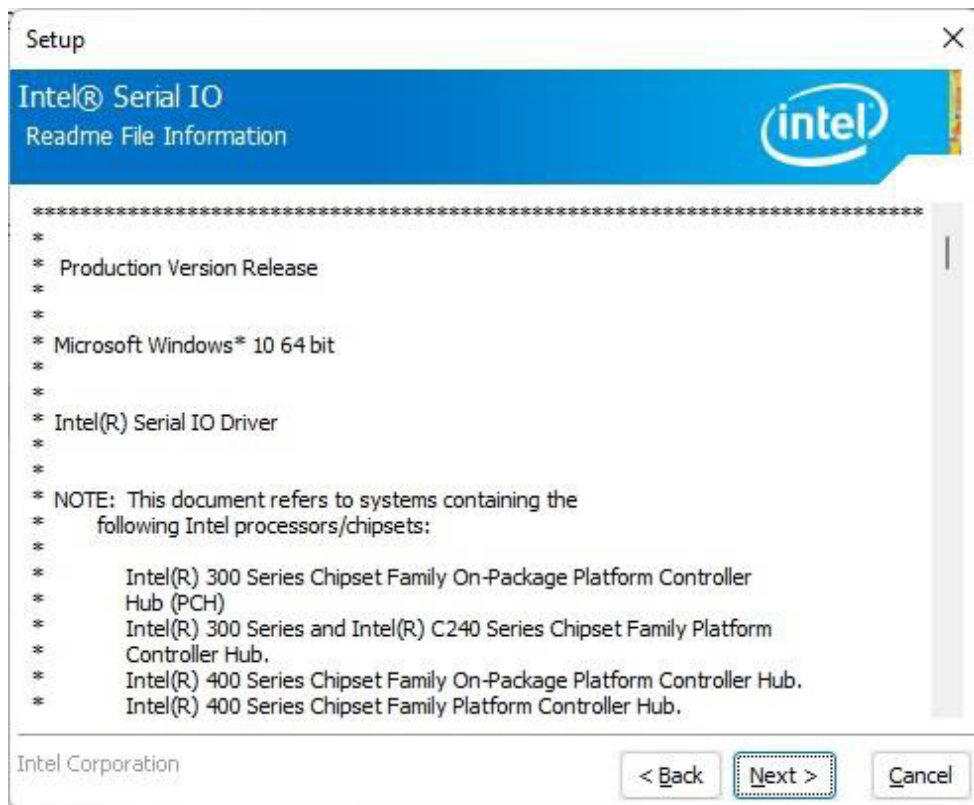 Setup
Intel® Serial IO
Readme File Information
intel
******************************************************************************
*
* Production Version Release
*
*
* Microsoft Windows* 10 64 bit
*
*
* Intel(R) Serial IO Driver
*
*
* NOTE: This document refers to systems containing the
* following Intel processors/chipsets:
*
* Intel(R) 300 Series Chipset Family On-Package Platform Controller
* Hub (PCH)
* Intel(R) 300 Series and Intel(R) C240 Series Chipset Family Platform
* Controller Hub.
* Intel(R) 400 Series Chipset Family On-Package Platform Controller Hub.
* Intel(R) 400 Series Chipset Family Platform Controller Hub.
Intel Corporation
< Back Next > Cancel